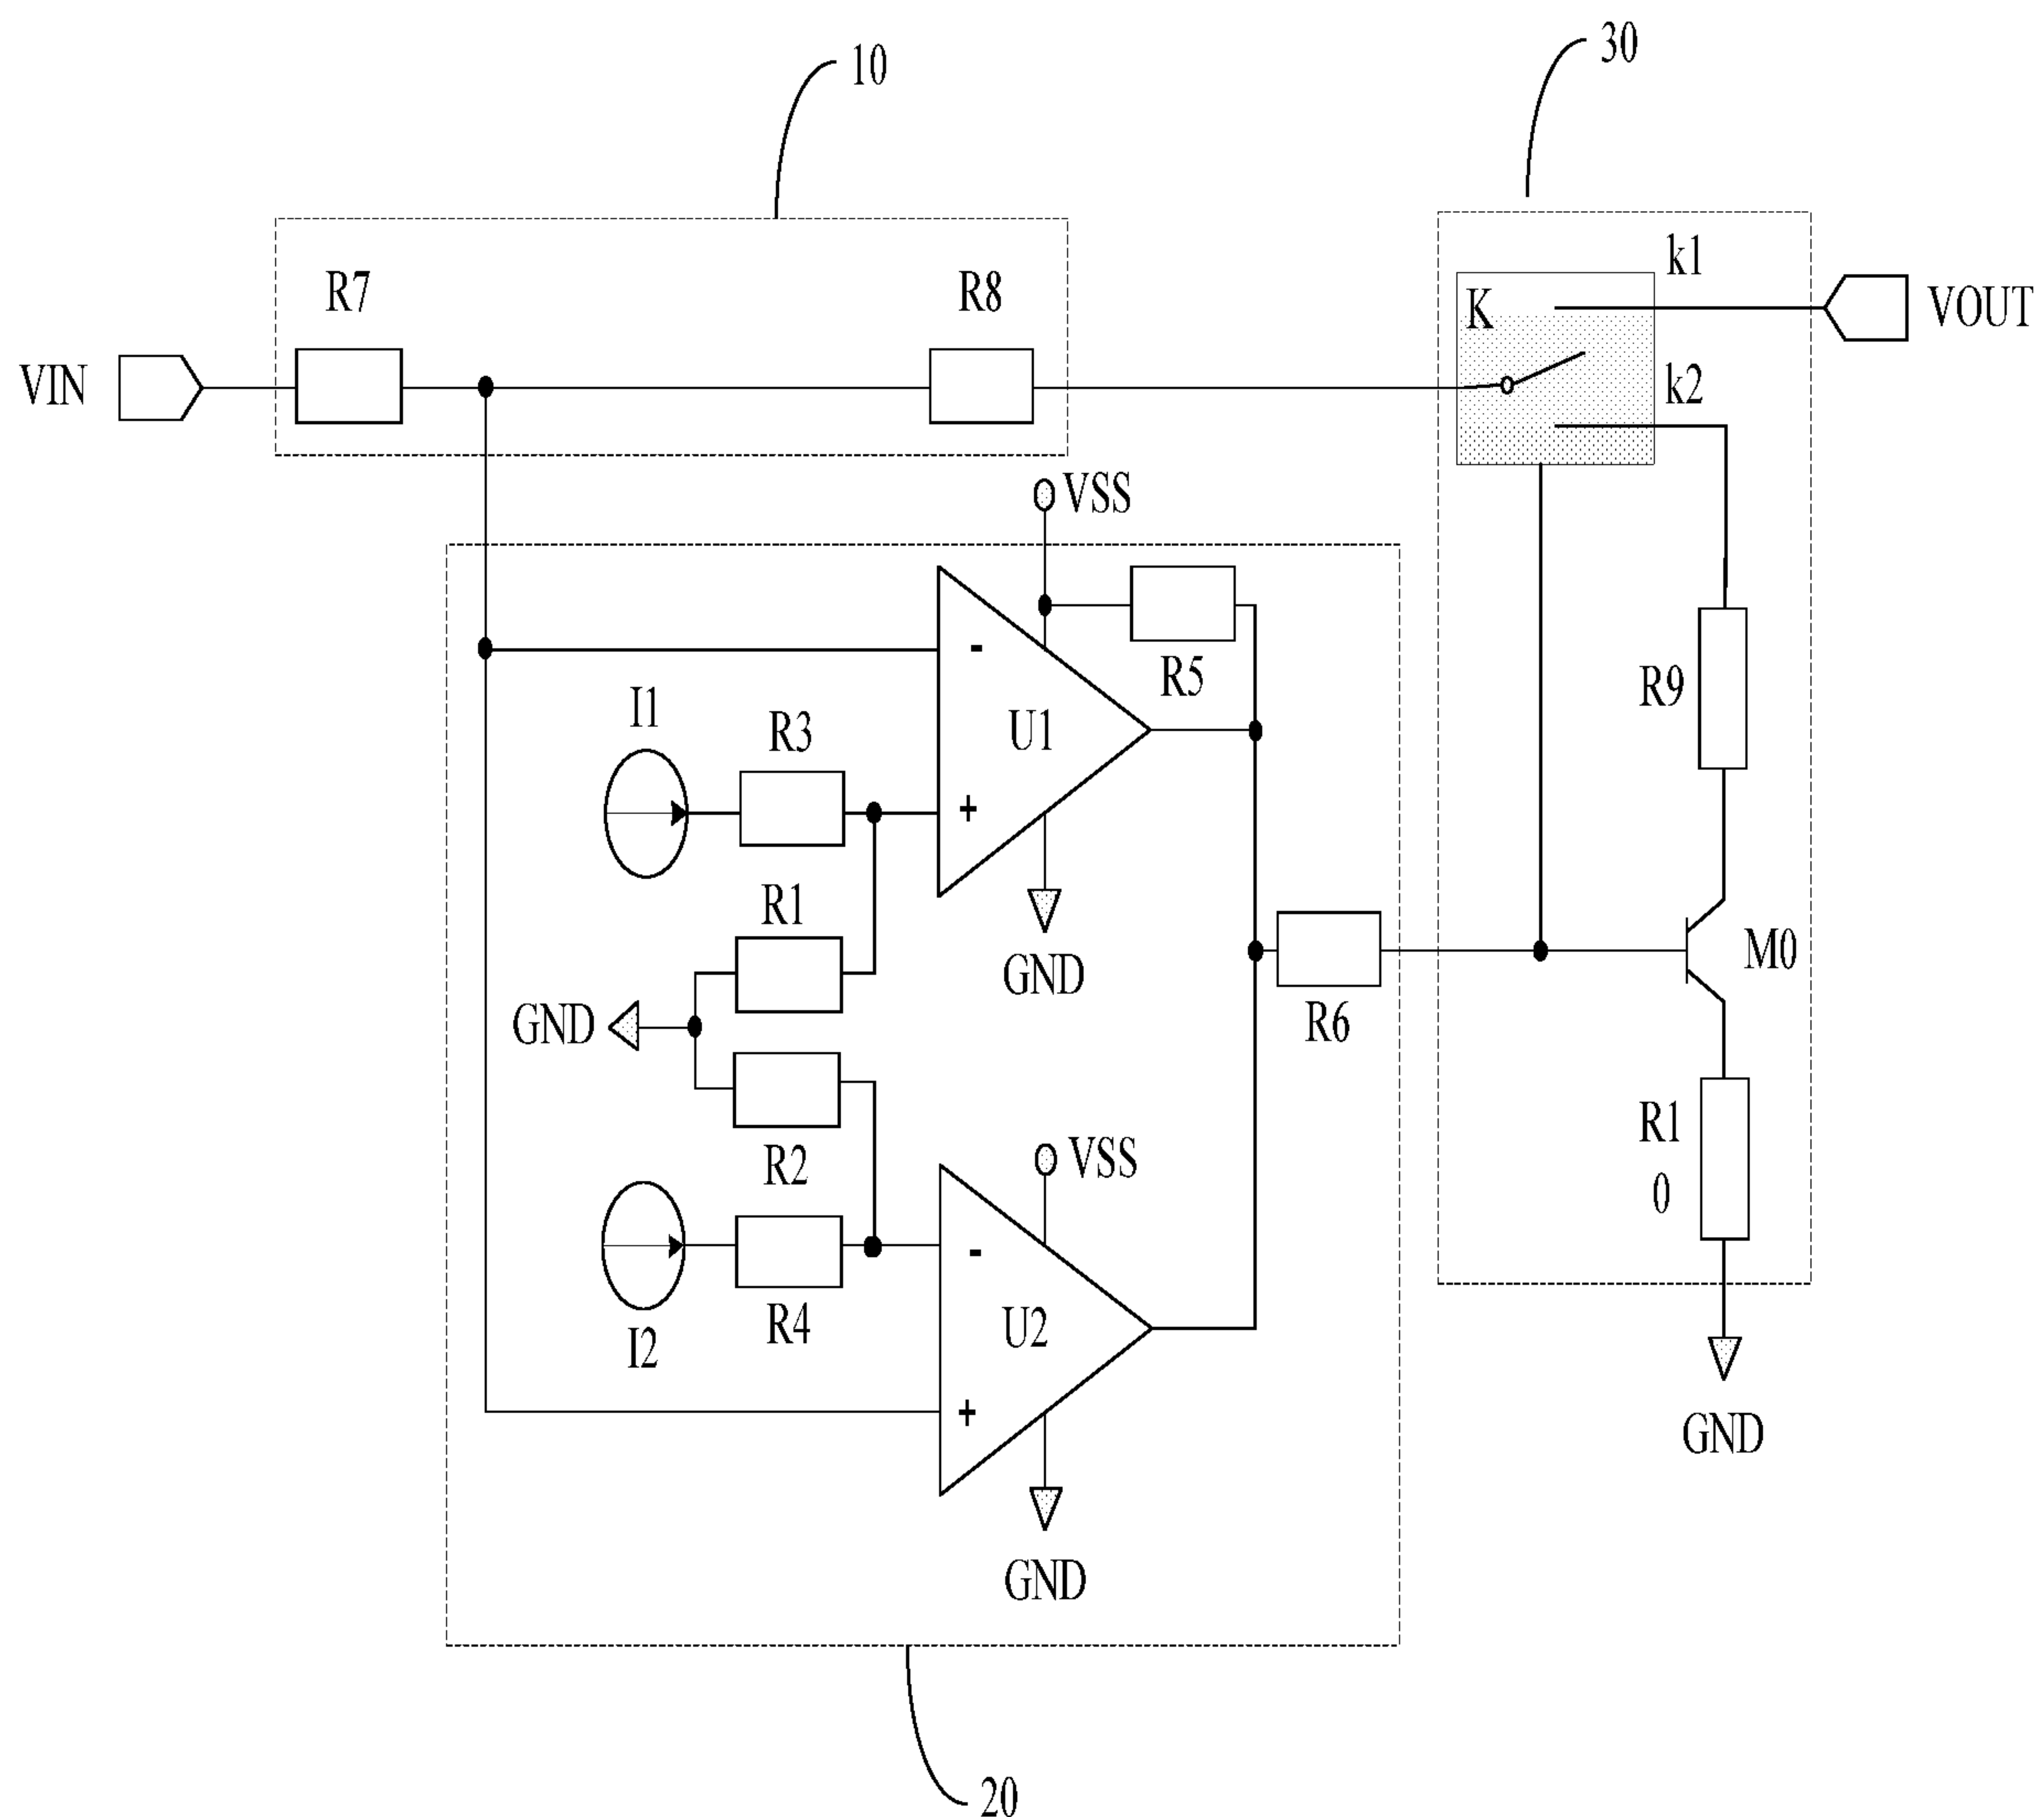 30
10
k1
R7
R8
K
VOUT
VIN
k2
VSS
-
R5
R9
I1
R3
U1
+
R1
M0
GND
GND
R6
R2
R1
0
VSS
-
R4
U2
I2
+
GND
GND
20